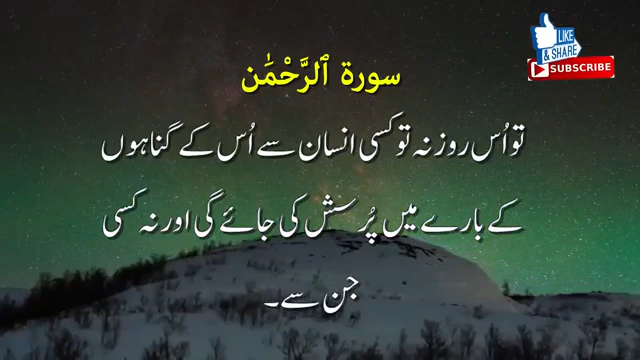 LIKE
& SHARE
SUBSCRIBE
سورة ٱلرَّحْمَٰن
تو اُس روز نہ تو کسی انسان سے اُس کے گناہوں
کے بارے میں پُرسش کی جائے گی اور نہ کسی
جن سے۔